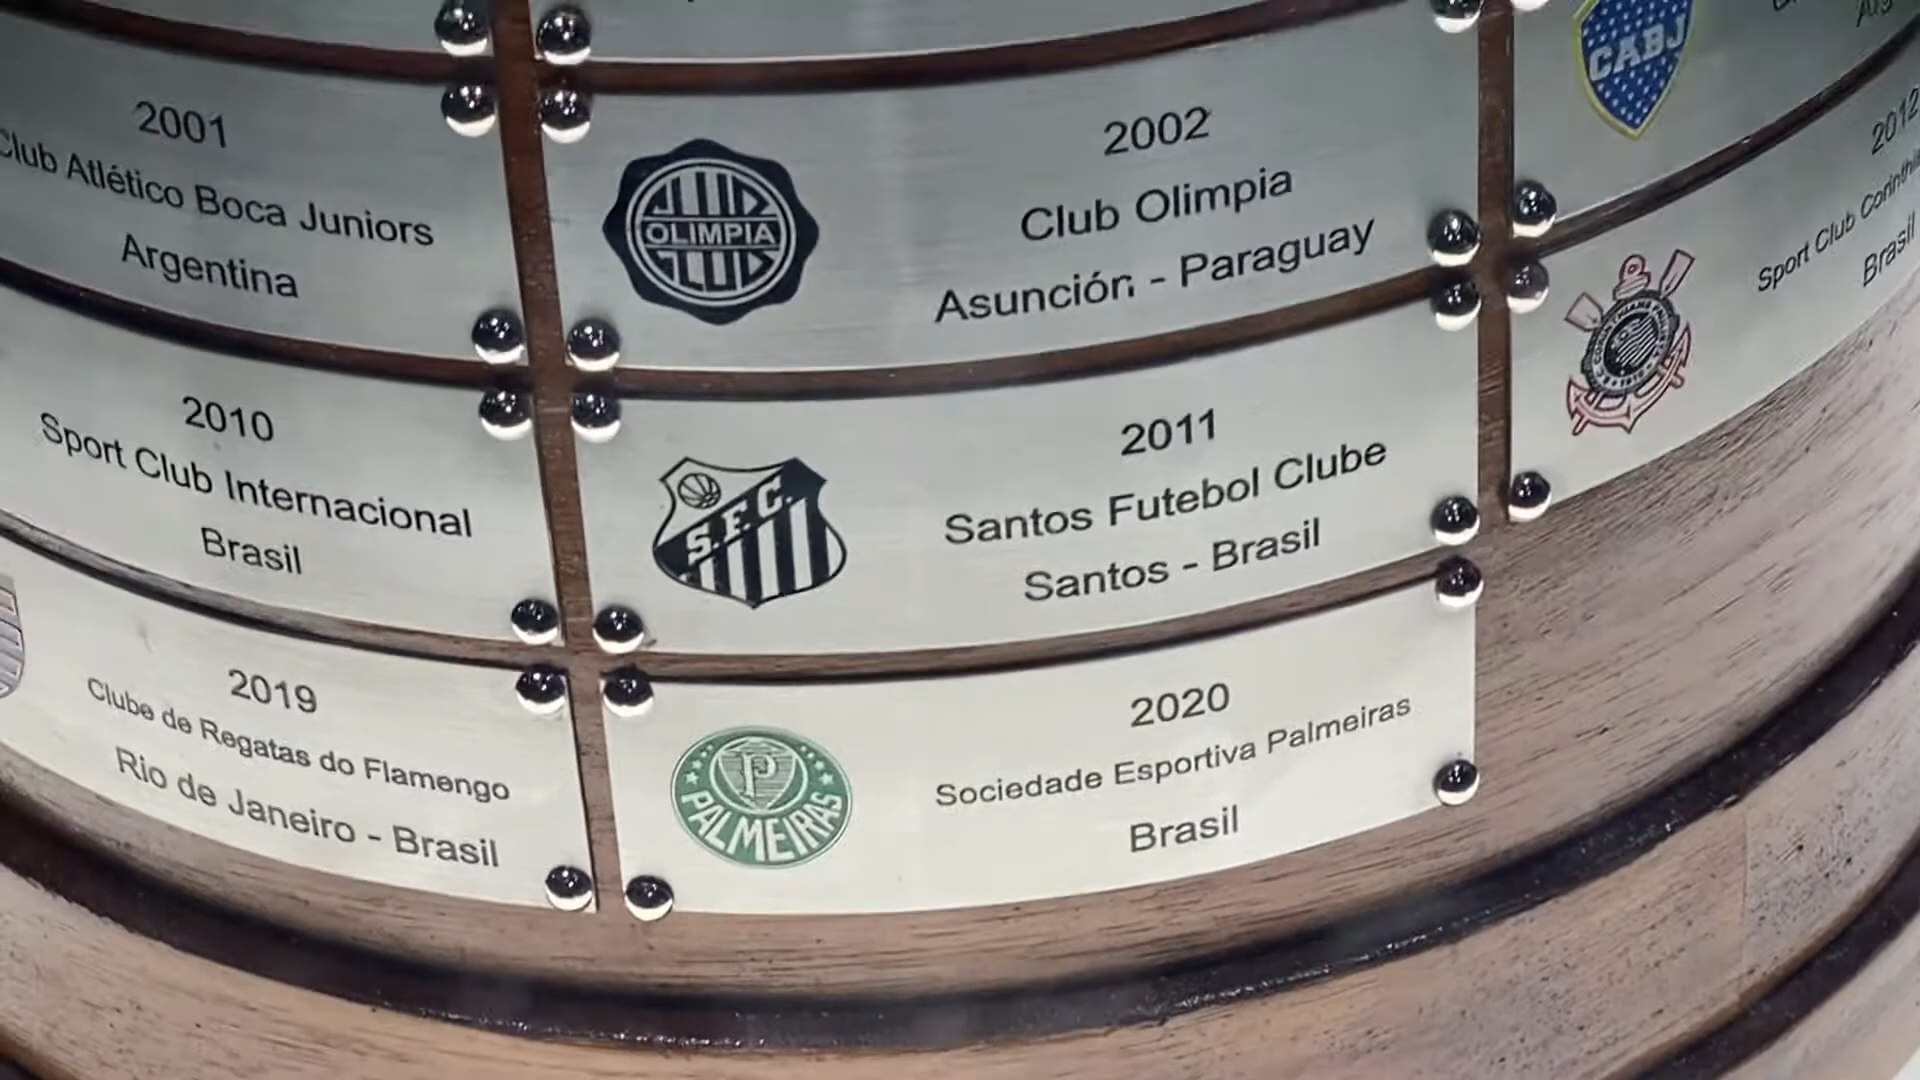 2001
Club Atlético Boca Juniors
Argentina
OLIMPIA
2002
Club Olimpia
Asunción - Paraguay
CABJ
2010
Sport Club Internacional
Brasil
S.F.C.
2011
Santos Futebol Clube
Santos - Brasil
2012
Sport Club Corinthi
Brasil
2019
Clube de Regatas do Flamengo
Rio de Janeiro - Brasil
P
PALMEIRAS
2020
Sociedade Esportiva Palmeiras
Brasil